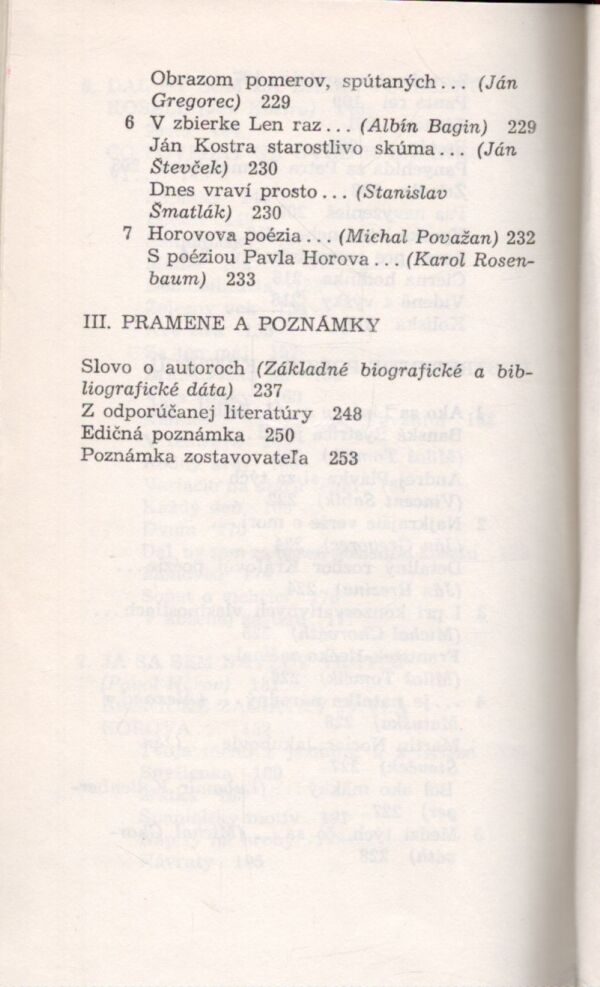 Obrazom pomerov, spútaných... (Ján
Gregorec) 229
6 V zbierke Len raz... (Albín Bagin) 229
Ján Kostra starostlivo skúma... (Ján
Števček) 230
Dnes vraví prosto... (Stanislav
Šmatlák) 230
7 Horovova poézia... (Michal Považan) 232
S poéziou Pavla Horova... (Karol Rosen-
baum) 233
III. PRAMENE A POZNÁMKY
Slovo o autoroch (Základné biografické a bib-
liografické dáta) 237
Z odporúčanej literatúry 248
Edičná poznámka 250
Poznámka zostavovateľa 253